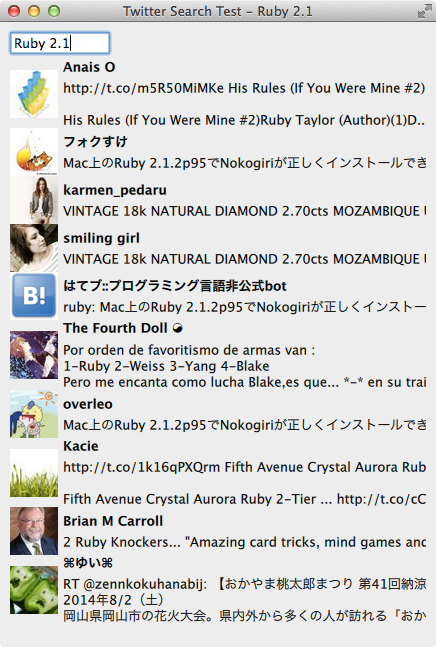 Twitter Search Test - Ruby 2.1
Ruby 2.1
Anais O
http://t.co/m5R50MiMKe His Rules (If You Were Mine #2)
His Rules (If You Were Mine #2)Ruby Taylor (Author)(1)D..
フォクすけ
Mac上のRuby 2.1.2p95でNokogiriが正しくインストールでき
karmen_pedaru
VINTAGE 18k NATURAL DIAMOND 2.70cts MOZAMBIQUE
smiling girl
VINTAGE 18k NATURAL DIAMOND 2.70cts MOZAMBIQUE
B!
はてブ::プログラミング言語非公式bot
ruby: Mac上のRuby 2.1.2p95でNokogiriが正しくインストー
The Fourth Doll
Por orden de favoritismo de armas van :
1-Ruby 2-Weiss 3-Yang 4-Blake
Pero me encanta como lucha Blake,es que... *-* en su trai
overleo
Mac上のRuby 2.1.2p95でNokogiriが正しくインストールでき
Kacie
http://t.co/1k16qPXQrm Fifth Avenue Crystal Aurora Rub
Fifth Avenue Crystal Aurora Ruby 2-Tier ... http://t.co/cC
Brian M Carroll
2 Ruby Knockers... "Amazing card tricks, mind games and
⌘ゆい⌘
RT @zennkokuhanabij: 【おかやま桃太郎まつり 第41回納涼
2014年8/2（土）
岡山県岡山市の花火大会。県内外から多くの人が訪れる「おか